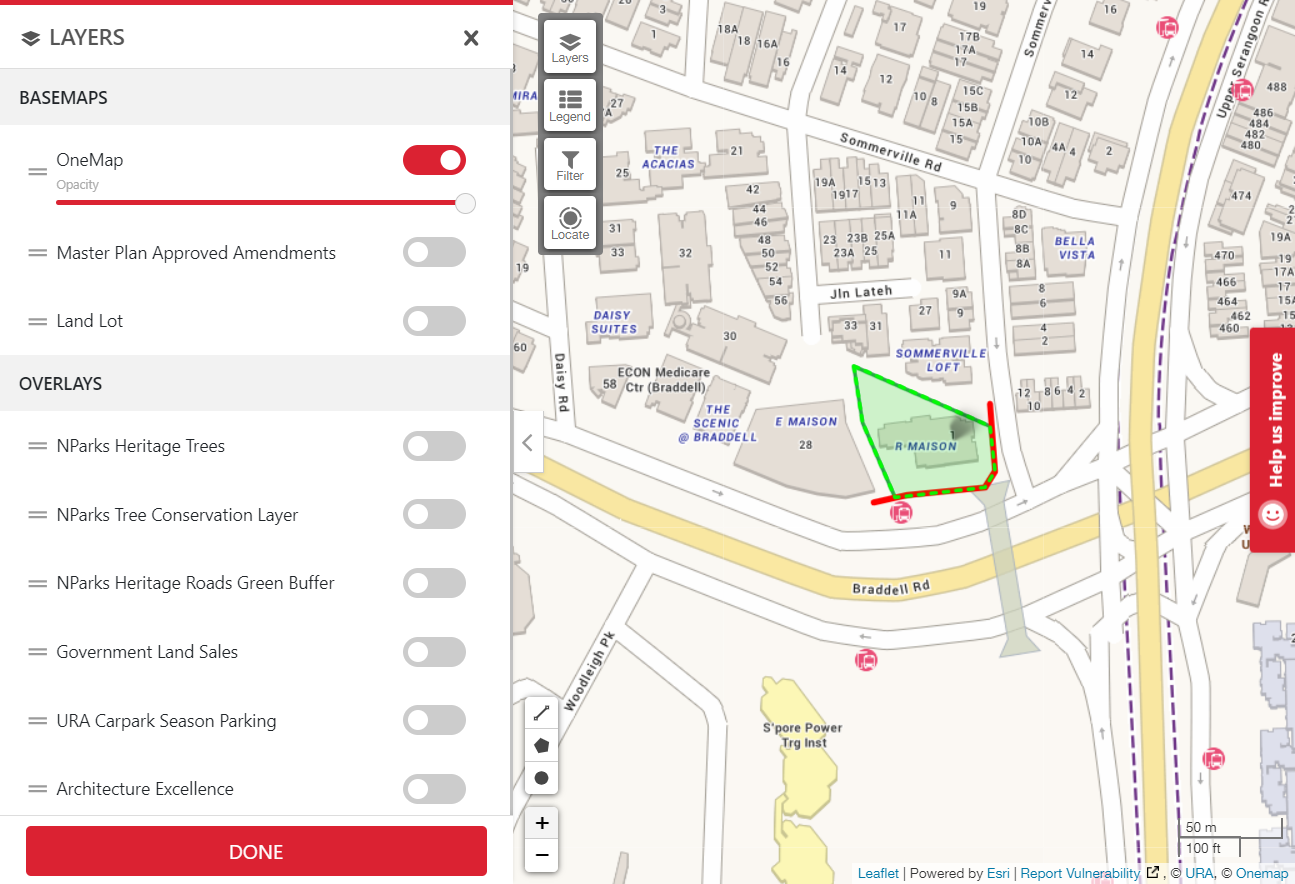 LAYERS
BASEMAPS
OneMap
Opacity
Master Plan Approved Amendments
Land Lot
OVERLAYS
NParks Heritage Trees
NParks Tree Conservation Layer
NParks Heritage Roads Green Buffer
Government Land Sales
URA Carpark Season Parking
Architecture Excellence
DONE
Layers
Legend
Filter
Locate
3
1
18A
18
16A
16
17
19
17B
17A
17
14
12
10
8
15C
15B
15A
15
16
14
12
10B
10A
10
4A
4
2
Upper Serangoon R
488
486
484
482
480
474
19A
470
466
464
462
460
Sommerv
Sommerville Rd
MIRA
27
THE
ACACIAS
21
25
42
44
46
48
50
52
54
56
31
33
32
19
19A
19
17
15
13
11
11A
9
23
23B
25A
23A
25
11
8D
8C
8B
8A
BELLA
VISTA
8
6
4
2
Jln Lateh
9A
9
27
33
31
DAISY
SUITES
30
60
Daisy Rd
58
ECON Medicare
Ctr (Braddell)
THE
SCENIC
@ BRADDELL
E MAISON
28
SOMMERVILLE
LOFT
R MAISON
1
12
10
8
6
4
2
Braddell Rd
Woodleigh Pk
S'pore Power
Trg Inst
Help us improve
50 m
100 ft
+
−
Leaflet | Powered by Esri | Report Vulnerability , © URA, © Onemap